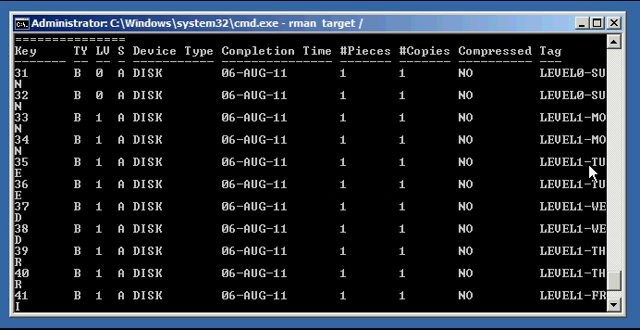 Administrator: C:\Windows\system32\cmd.exe - rman target /
================
Key     TY LV S Device Type Completion Time #Pieces #Copies Compressed Tag
------- -- -- - ----------- --------------- ------- ------- ---------- ---
31      B  0  A DISK        06-AUG-11       1       1       NO         LEVEL0-SU
N
32      B  0  A DISK        06-AUG-11       1       1       NO         LEVEL0-SU
N
33      B  1  A DISK        06-AUG-11       1       1       NO         LEVEL1-MO
N
34      B  1  A DISK        06-AUG-11       1       1       NO         LEVEL1-MO
N
35      B  1  A DISK        06-AUG-11       1       1       NO         LEVEL1-TU
E
36      B  1  A DISK        06-AUG-11       1       1       NO         LEVEL1-TU
E
37      B  1  A DISK        06-AUG-11       1       1       NO         LEVEL1-WE
D
38      B  1  A DISK        06-AUG-11       1       1       NO         LEVEL1-WE
D
39      B  1  A DISK        06-AUG-11       1       1       NO         LEVEL1-TH
R
40      B  1  A DISK        06-AUG-11       1       1       NO         LEVEL1-TH
R
41      B  1  A DISK        06-AUG-11       1       1       NO         LEVEL1-FR
I